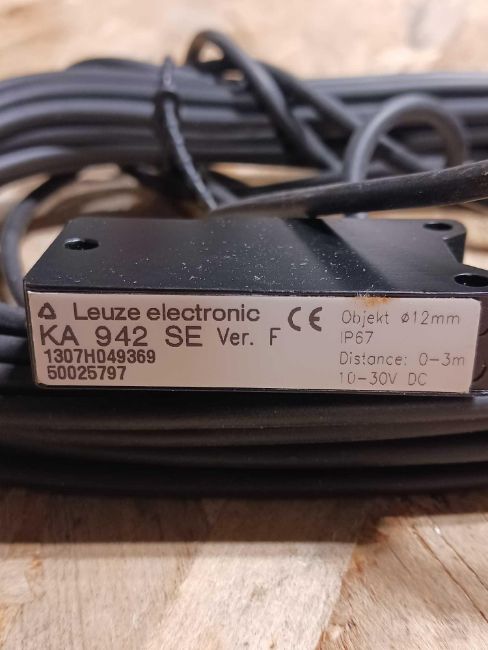 Leuze electronic
KA 942 SE Ver. F
1307H049369
50025797
CE
Objekt ø12mm
IP67
Distance: 0-3m
10-30V DC